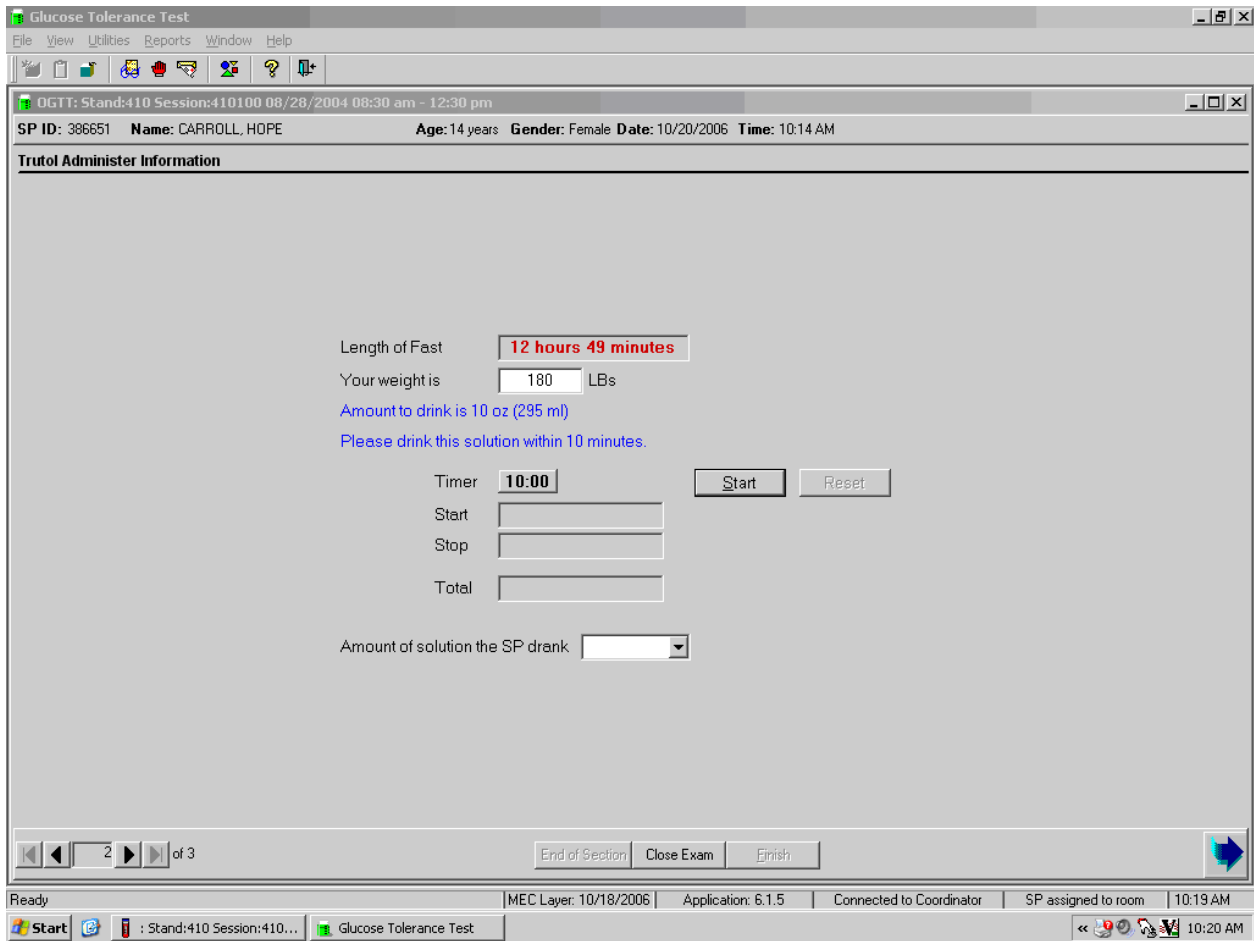 Glucose Tolerance Test
File View Utilities Reports Window Help
OGTT: Stand:410 Session:410100 08/28/2004 08:30 am - 12:30 pm
SP ID: 386651 Name: CARROLL, HOPE Age: 14 years Gender: Female Date: 10/20/2006 Time: 10:14 AM
Trutol Administer Information
Length of Fast 12 hours 49 minutes
Your weight is 180 LBs
Amount to drink is 10 oz (295 ml)
Please drink this solution within 10 minutes.
Timer 10:00 Start Reset
Start
Stop
Total
Amount of solution the SP drank
2 of 3 End of Section Close Exam Finish
Ready MEC Layer: 10/18/2006 Application: 6.1.5 Connected to Coordinator SP assigned to room 10:19 AM
Start : Stand:410 Session:410... Glucose Tolerance Test « 10:20 AM